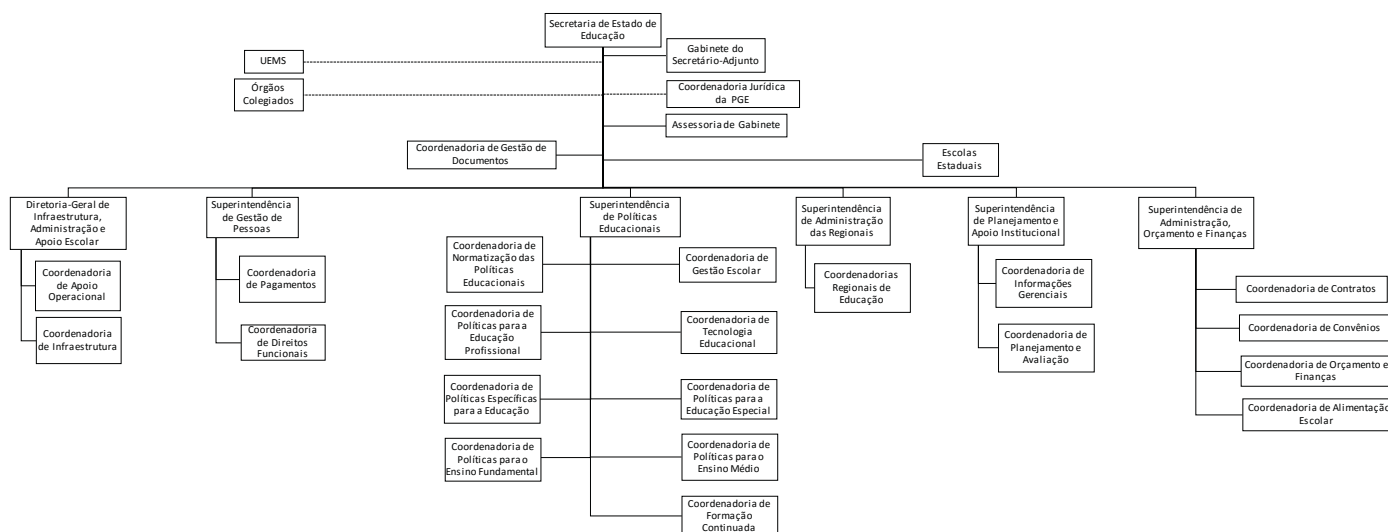 Secretaria de Estado de
Educação
Gabinete do
Secretário-Adjunto
UEMS
Órgãos
Colegiados
Coordenadoria Jurídica
da PGE
Assessoria de Gabinete
Coordenadoria de Gestão de
Documentos
Escolas
Estaduais
Diretoria-Geral de
Infraestrutura,
Administração e
Apoio Escolar
Coordenadoria
de Apoio
Operacional
Coordenadoria
de Infraestrutura
Superintendência
de Gestão de
Pessoas
Coordenadoria
de Pagamentos
Coordenadoria
de Direitos
Funcionais
Superintendência
de Políticas
Educacionais
Coordenadoria de
Normatização das
Políticas
Educacionais
Coordenadoria de
Gestão Escolar
Coordenadoria de
Políticas para a
Educação
Profissional
Coordenadoria de
Tecnologia
Educacional
Coordenadoria de
Políticas Específicas
para a Educação
Coordenadoria de
Políticas para a
Educação Especial
Coordenadoria de
Políticas para o
Ensino Fundamental
Coordenadoria de
Políticas para o
Ensino Médio
Coordenadoria de
Formação
Continuada
Superintendência
de Administração
das Regionais
Coordenadorias
Regionais de
Educação
Superintendência
de Planejamento e
Apoio Institucional
Coordenadoria de
Informações
Gerenciais
Coordenadoria de
Planejamento e
Avaliação
Superintendência de
Administração,
Orçamento e Finanças
Coordenadoria de Contratos
Coordenadoria de Convênios
Coordenadoria de Orçamento e
Finanças
Coordenadoria de Alimentação
Escolar